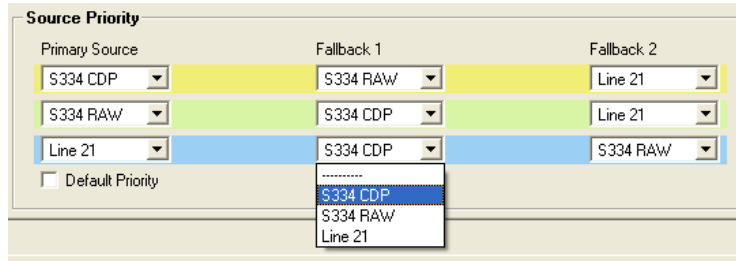 Source Priority
Primary Source Fallback 1 Fallback 2
S334 CDP S334 RAW Line 21
S334 RAW S334 CDP Line 21
Line 21 S334 CDP S334 RAW
Default Priority
----------
S334 CDP
S334 RAW
Line 21